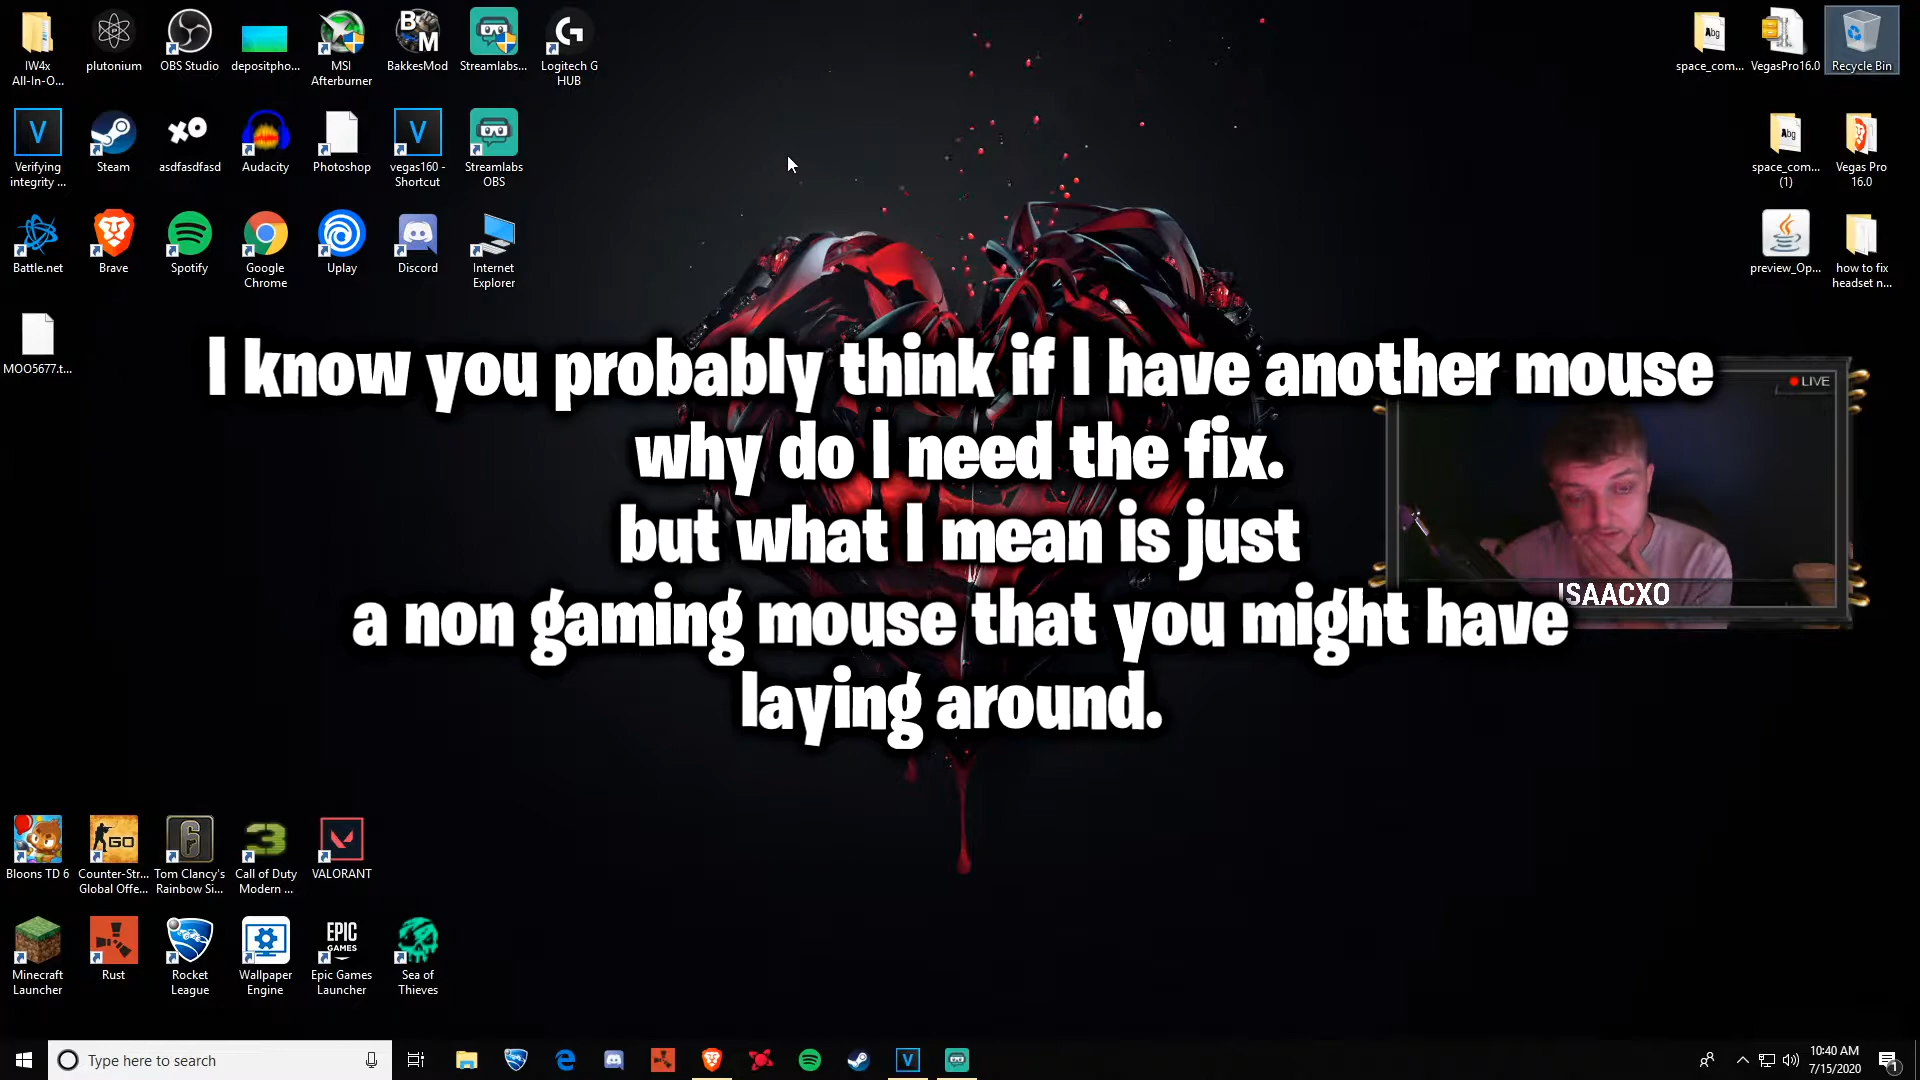 IW4x
All-In-O...
plutonium
OBS Studio
depositpho...
MSI
Afterburner
BakkesMod
Streamlabs...
Logitech G
HUB
space_com...
VegasPro16.0
Recycle Bin
Verifying
integrity ...
Steam
asdfasdfasd
Audacity
Photoshop
vegas160 -
Shortcut
Streamlabs
OBS
space_com...
(1)
Vegas Pro
16.0
Battle.net
Brave
Spotify
Google
Chrome
Uplay
Discord
Internet
Explorer
preview_Op...
how to fix
headset n...
MOO5677.t...
I know you probably think if I have another mouse
why do I need the fix.
but what I mean is just
a non gaming mouse that you might have
laying around.
LIVE
ISAACXO
Bloons TD 6
Counter-Str...
Global Offe...
Tom Clancy's
Rainbow Si...
Call of Duty
Modern ...
VALORANT
EPIC
GAMES
Minecraft
Launcher
Rust
Rocket
League
Wallpaper
Engine
Epic Games
Launcher
Sea of
Thieves
Type here to search
10:40 AM
7/15/2020
1